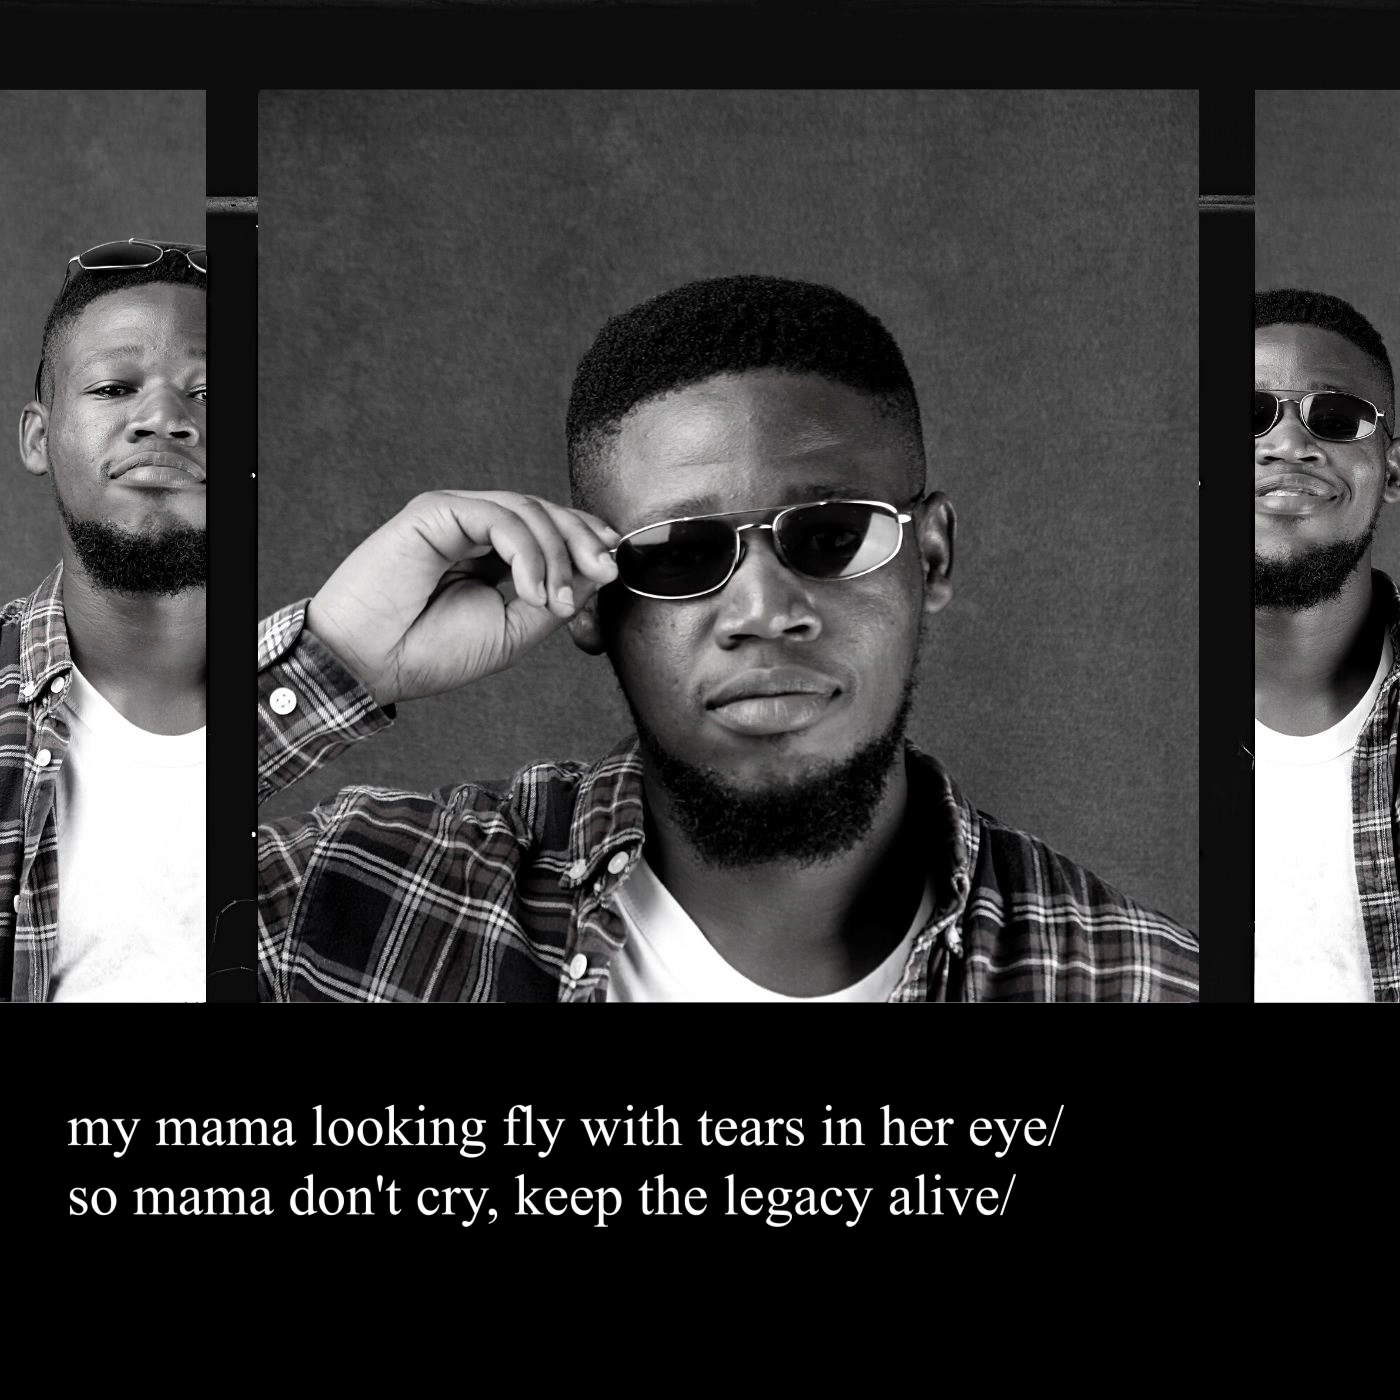 my mama looking fly with tears in her eye/
so mama don't cry, keep the legacy alive/